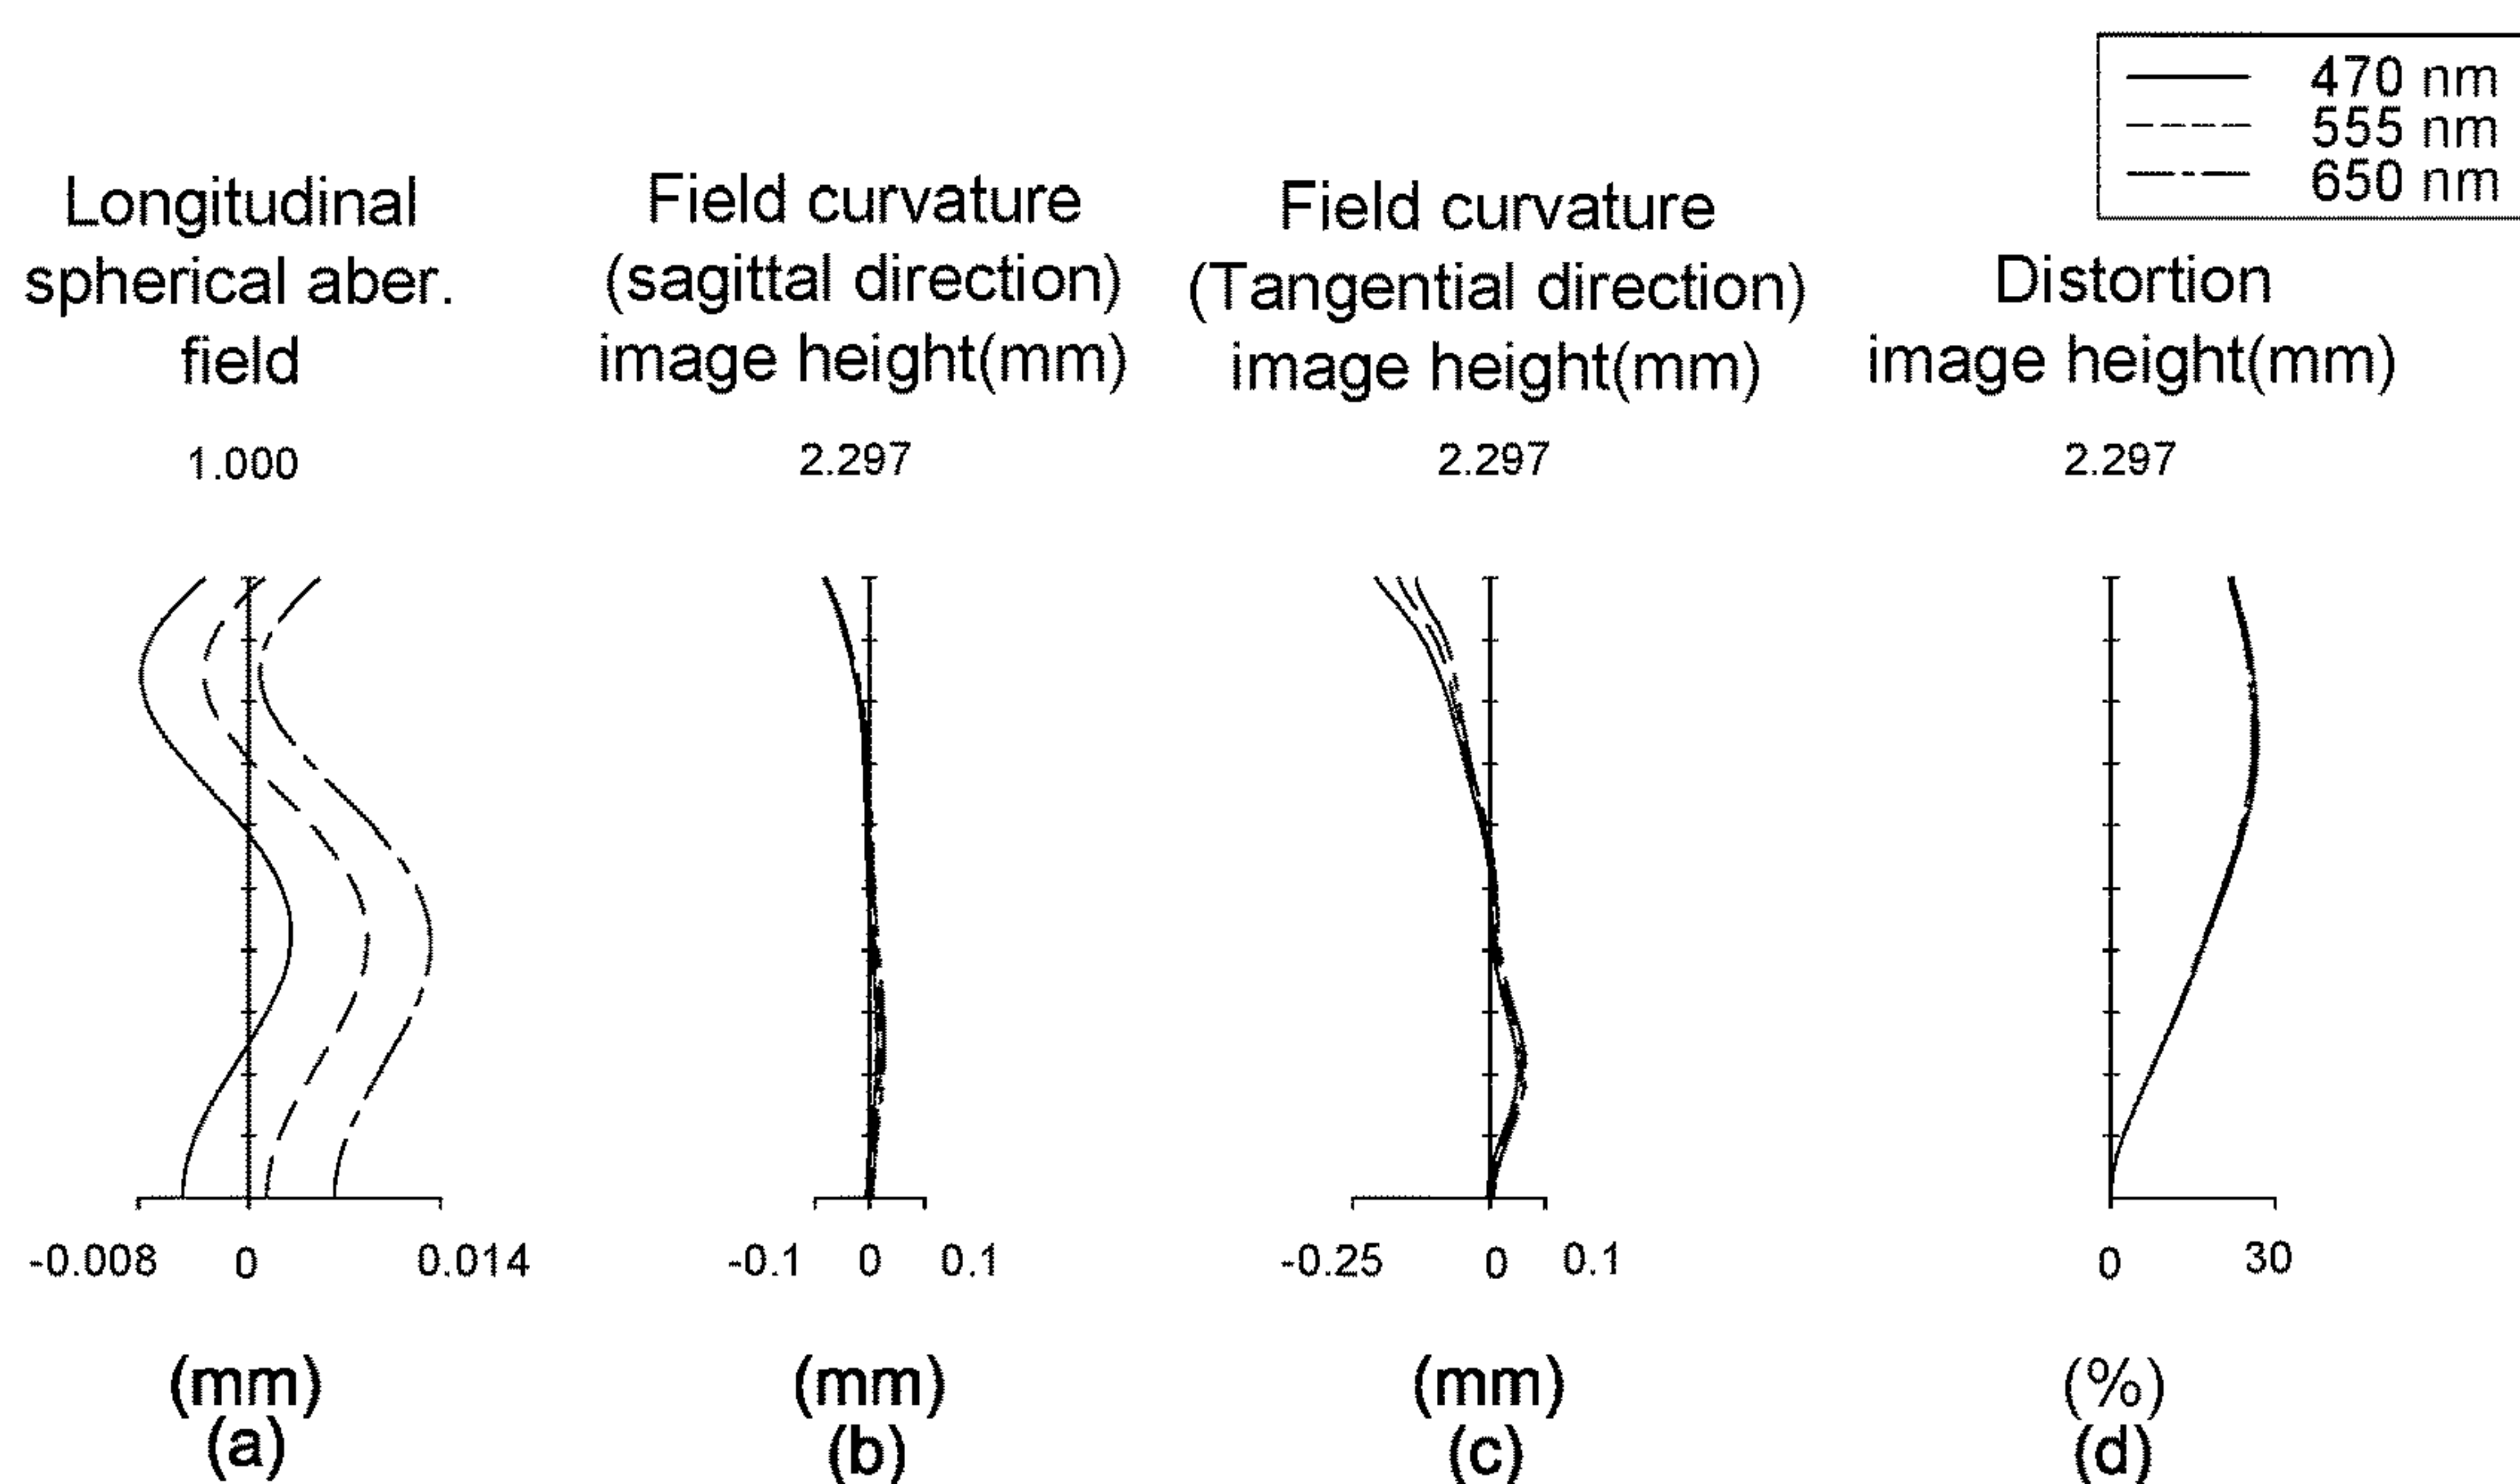 470 nm
555 nm
650 nm
Longitudinal
spherical aber.
field
1.000
Field curvature
(sagittal direction)
image height(mm)
2.297
Field curvature
(Tangential direction)
image height(mm)
2.297
Distortion
image height(mm)
2.297
-0.008 0 0.014
(mm)
(a)
-0.1 0 0.1
(mm)
(b)
-0.25 0 0.1
(mm)
(c)
0 30
(%)
(d)